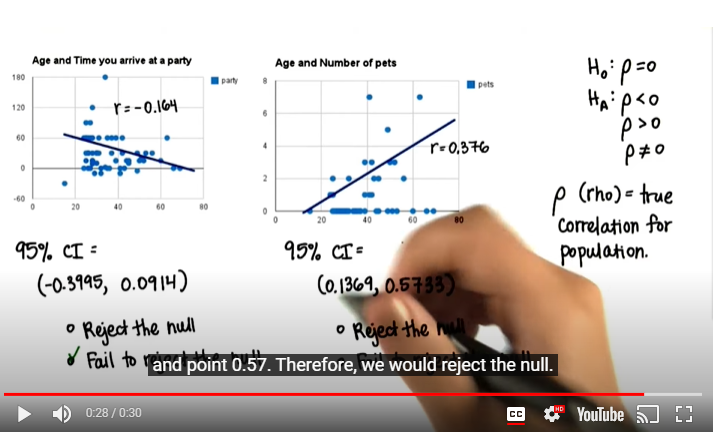 Age and Time you arrive at a party
180
120
60
0
-60
0
20
40
60
80
party
r=-0.164
Age and Number of pets
8
6
4
2
0
0
20
40
60
80
pets
r=0.376
H₀: ρ=0
Hₐ: ρ<0
ρ>0
ρ≠0
ρ (rho) = true
correlation for
population.
95% CI =
(-0.3995, 0.0914)
Reject the null
✓ Fail to
95% CI=
(0.1369, 0.5733)
Reject the null
and point 0.57. Therefore, we would reject the null.
0:28 / 0:30
CC
HD
YouTube